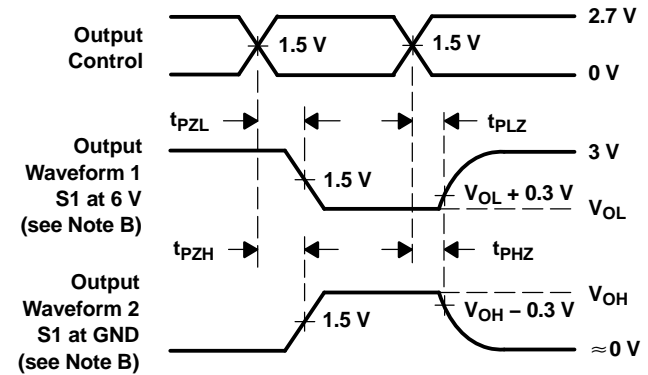 2.7 V
Output
Control
1.5 V
1.5 V
0 V
tPZL
tPLZ
Output
Waveform 1
S1 at 6 V
(see Note B)
3 V
1.5 V
VOL + 0.3 V
VOL
tPZH
tPHZ
Output
Waveform 2
S1 at GND
(see Note B)
VOH
1.5 V
VOH − 0.3 V
≈0 V